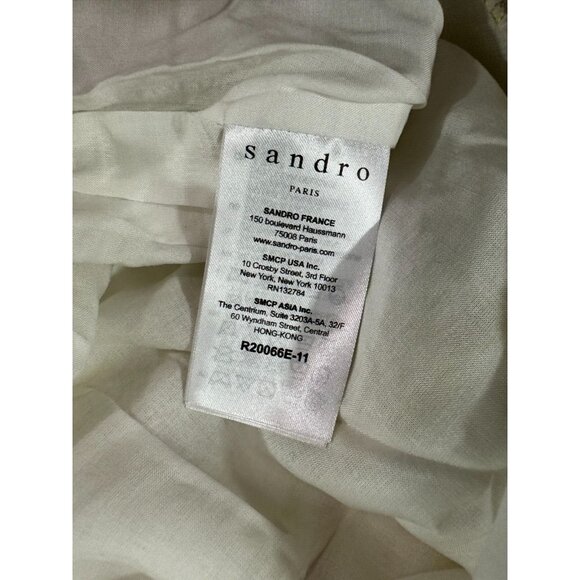 sandro
PARIS
SANDRO FRANCE
150 boulevard Haussmann
75008 Paris
www.sandro-paris.com
SMCP USA Inc.
10 Crosby Street, 3rd Floor
New York, New York 10013
RN132784
SMCP ASIA Inc.
The Centrium, Suite 3203A-5A, 32/F
60 Wyndham Street, Central
HONG-KONG
R20066E-11